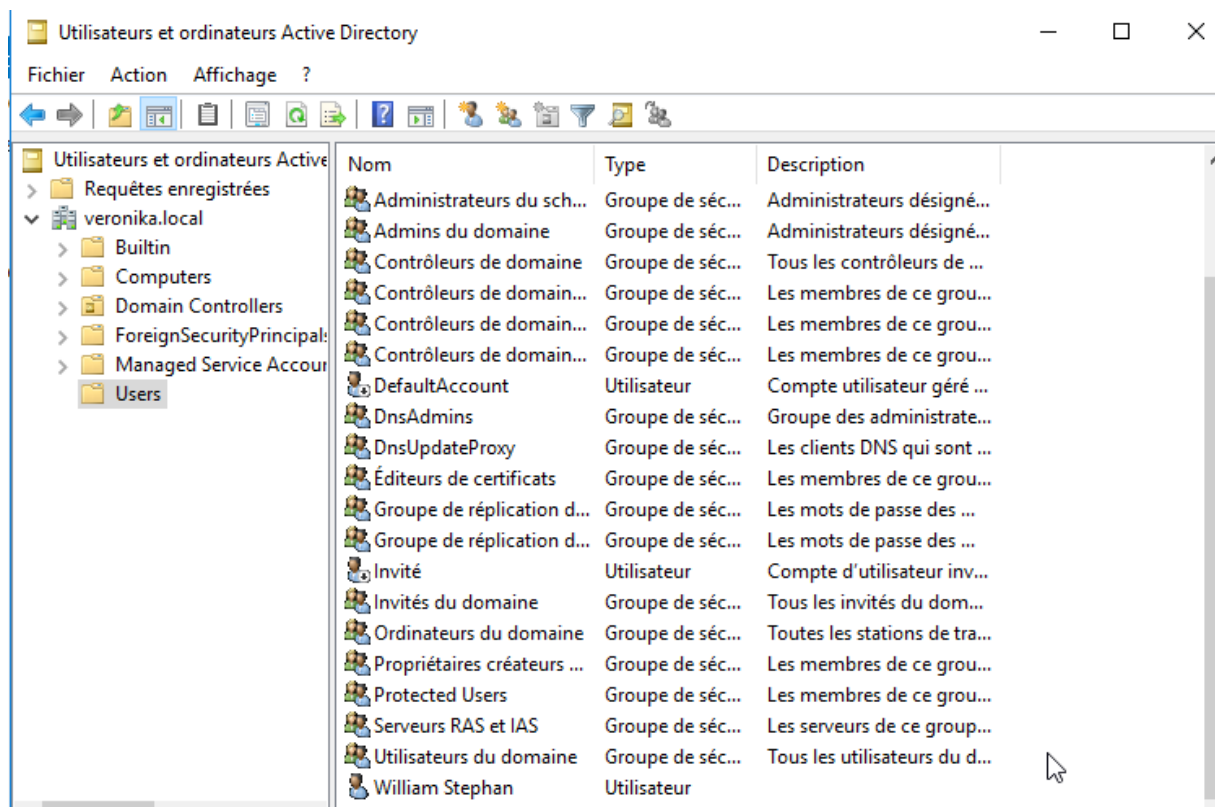 Utilisateurs et ordinateurs Active Directory
Fichier Action Affichage ?
Utilisateurs et ordinateurs Active
Requêtes enregistrées
veronika.local
Builtin
Computers
Domain Controllers
ForeignSecurityPrincipals
Managed Service Accour
Users
Nom Type Description
Administrateurs du sch... Groupe de séc... Administrateurs désigné...
Admins du domaine Groupe de séc... Administrateurs désigné...
Contrôleurs de domaine Groupe de séc... Tous les contrôleurs de ...
Contrôleurs de domain... Groupe de séc... Les membres de ce grou...
Contrôleurs de domain... Groupe de séc... Les membres de ce grou...
Contrôleurs de domain... Groupe de séc... Les membres de ce grou...
DefaultAccount Utilisateur Compte utilisateur géré ...
DnsAdmins Groupe de séc... Groupe des administrate...
DnsUpdateProxy Groupe de séc... Les clients DNS qui sont ...
Éditeurs de certificats Groupe de séc... Les membres de ce grou...
Groupe de réplication d... Groupe de séc... Les mots de passe des ...
Groupe de réplication d... Groupe de séc... Les mots de passe des ...
Invité Utilisateur Compte d'utilisateur inv...
Invités du domaine Groupe de séc... Tous les invités du dom...
Ordinateurs du domaine Groupe de séc... Toutes les stations de tra...
Propriétaires créateurs ... Groupe de séc... Les membres de ce grou...
Protected Users Groupe de séc... Les membres de ce grou...
Serveurs RAS et IAS Groupe de séc... Les serveurs de ce group...
Utilisateurs du domaine Groupe de séc... Tous les utilisateurs du d...
William Stephan Utilisateur